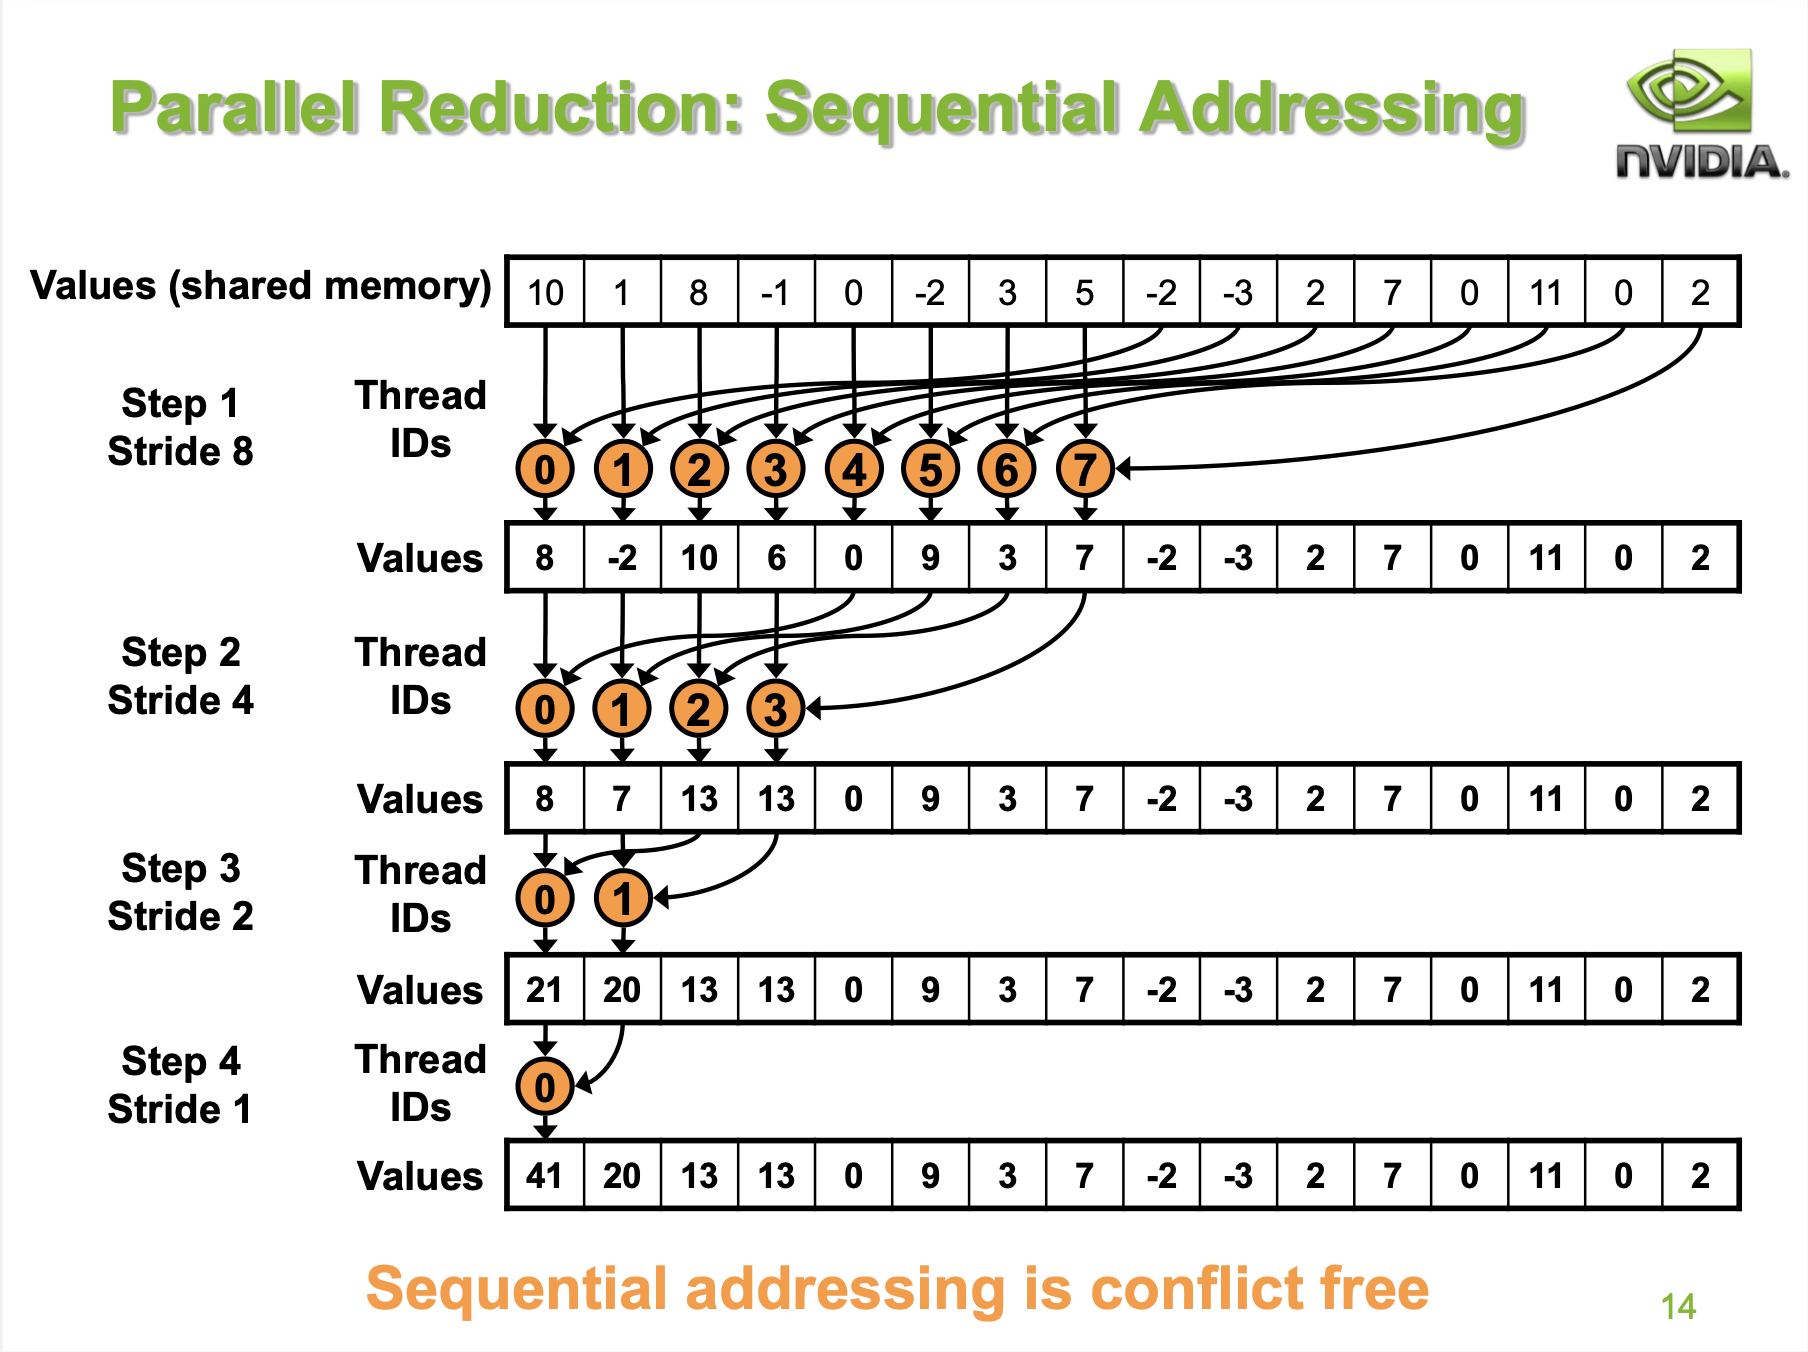 Parallel Reduction: Sequential Addressing
NVIDIA.
Values (shared memory) 10 1 8 -1 0 -2 3 5 -2 -3 2 7 0 11 0 2
Step 1
Stride 8
Thread
IDs
0 1 2 3 4 5 6 7
Values 8 -2 10 6 0 9 3 7 -2 -3 2 7 0 11 0 2
Step 2
Stride 4
Thread
IDs
0 1 2 3
Values 8 7 13 13 0 9 3 7 -2 -3 2 7 0 11 0 2
Step 3
Stride 2
Thread
IDs
0 1
Values 21 20 13 13 0 9 3 7 -2 -3 2 7 0 11 0 2
Step 4
Stride 1
Thread
IDs
0
Values 41 20 13 13 0 9 3 7 -2 -3 2 7 0 11 0 2
Sequential addressing is conflict free
14